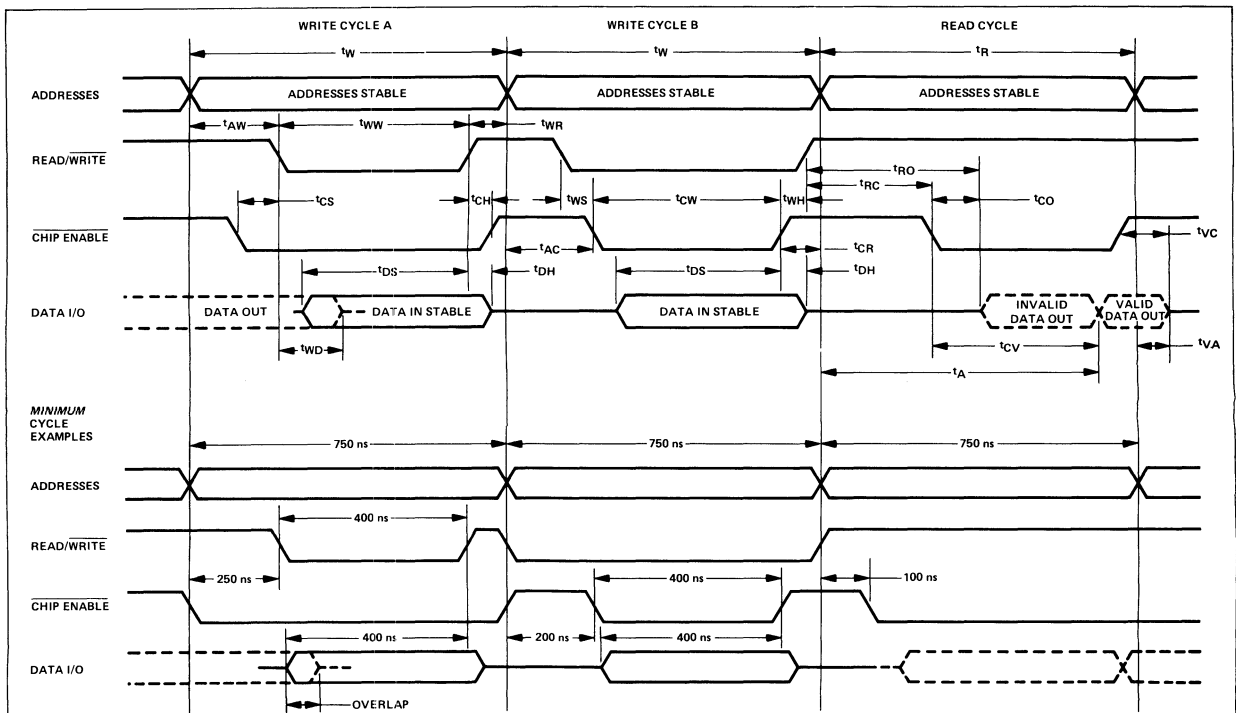 WRITE CYCLE A WRITE CYCLE B READ CYCLE
tW tW tR
ADDRESSES ADDRESSES STABLE ADDRESSES STABLE ADDRESSES STABLE
tAW tWW tWR
READ/WRITE
tRO
tRC
tCS tCH tWS tCW tWH tCO
CHIP ENABLE
tAC tCR tVC
tDS tDH tDS tDH
DATA I/O DATA OUT DATA IN STABLE DATA IN STABLE INVALID DATA OUT VALID DATA OUT
tWD tCV tVA
tA
MINIMUM
CYCLE
EXAMPLES
750 ns 750 ns 750 ns
ADDRESSES
400 ns
READ/WRITE
250 ns 400 ns 100 ns
CHIP ENABLE
400 ns 200 ns 400 ns
DATA I/O
OVERLAP